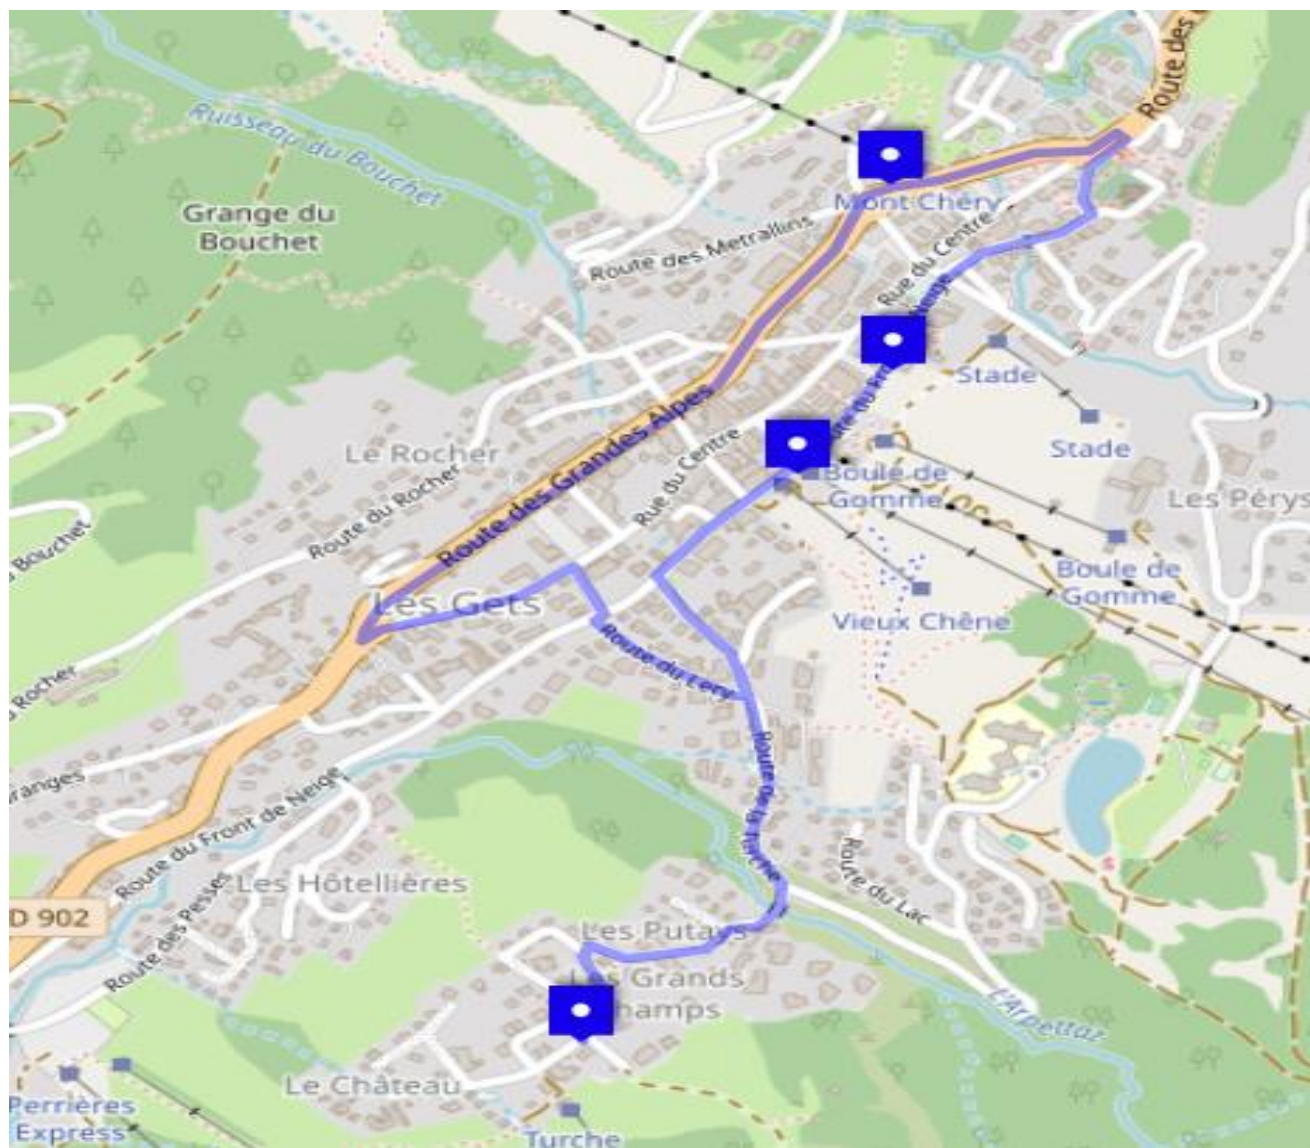 Route des
Ruisseau du Bouchet
Grange du
Bouchet
Mont Chéry
Route des Metrallins
Rue du Centre
Neige
Stade
Stade
Le Rocher
Route des Grandes Alpes
Rue du Centre
Boule de
Gomme
Les Pérys
Route du Rocher
Bouchet
Boule de
Gomme
Les Gets
Vieux Chêne
Route du Léry
Rocher
Route de la Turche
Granges
Route du Front de Neige
Route du Lac
Les Hôtellières
D 902
Route des Pesses
Les Putays
Les Grands
Champs
L'Arpettaz
Le Château
Perrières
Express
Turche